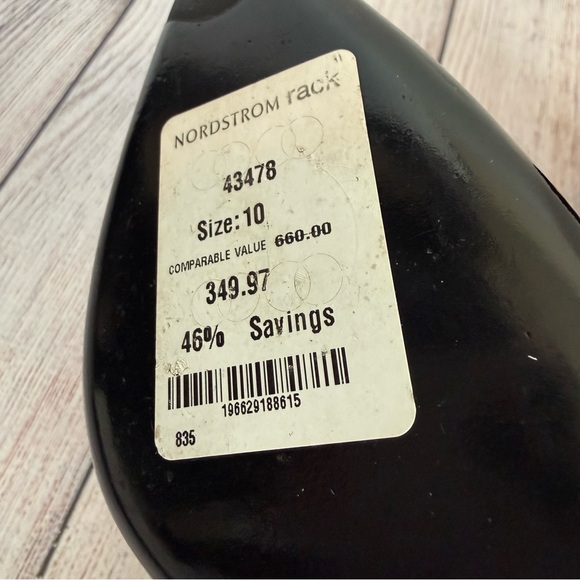 NORDSTROM rack
43478
Size: 10
COMPARABLE VALUE 660.00
349.97
46% Savings
196629188615
835